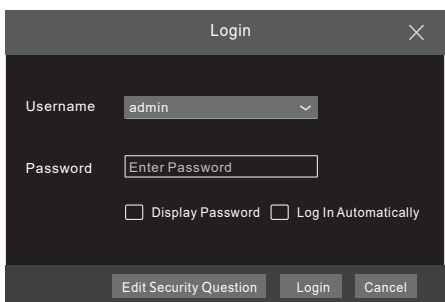 Login
Username admin
Password Enter Password
Display Password Log In Automatically
Edit Security Question Login Cancel